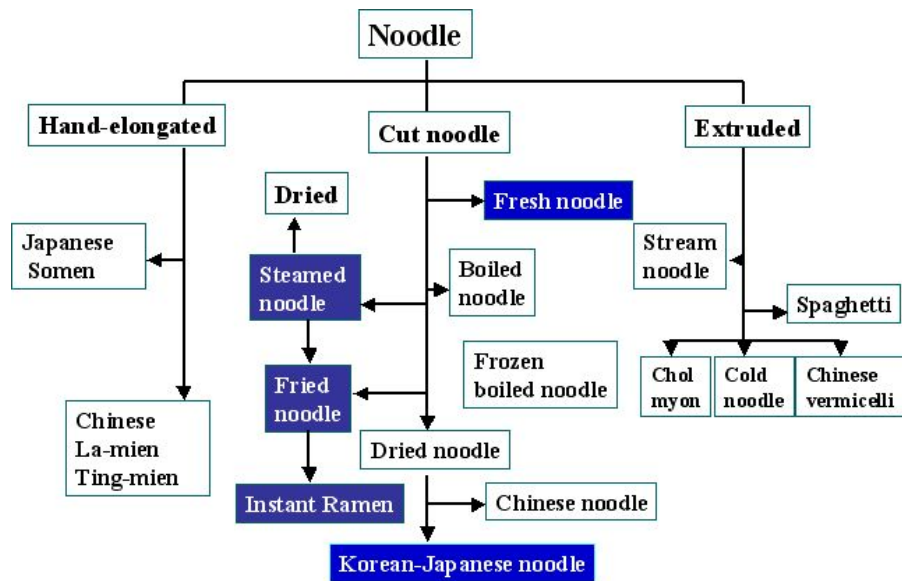 Noodle
Hand-elongated
Cut noodle
Extruded
Dried
Fresh noodle
Japanese
Somen
Steamed
noodle
Boiled
noodle
Stream
noodle
Spaghetti
Fried
noodle
Frozen
boiled noodle
Chol
myon
Cold
noodle
Chinese
vermicelli
Chinese
La-mien
Ting-mien
Dried noodle
Instant Ramen
Chinese noodle
Korean-Japanese noodle